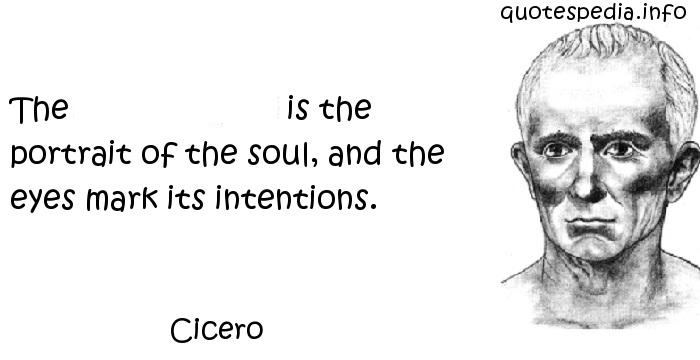 quotespedia.info
The is the
portrait of the soul, and the
eyes mark its intentions.
Cicero